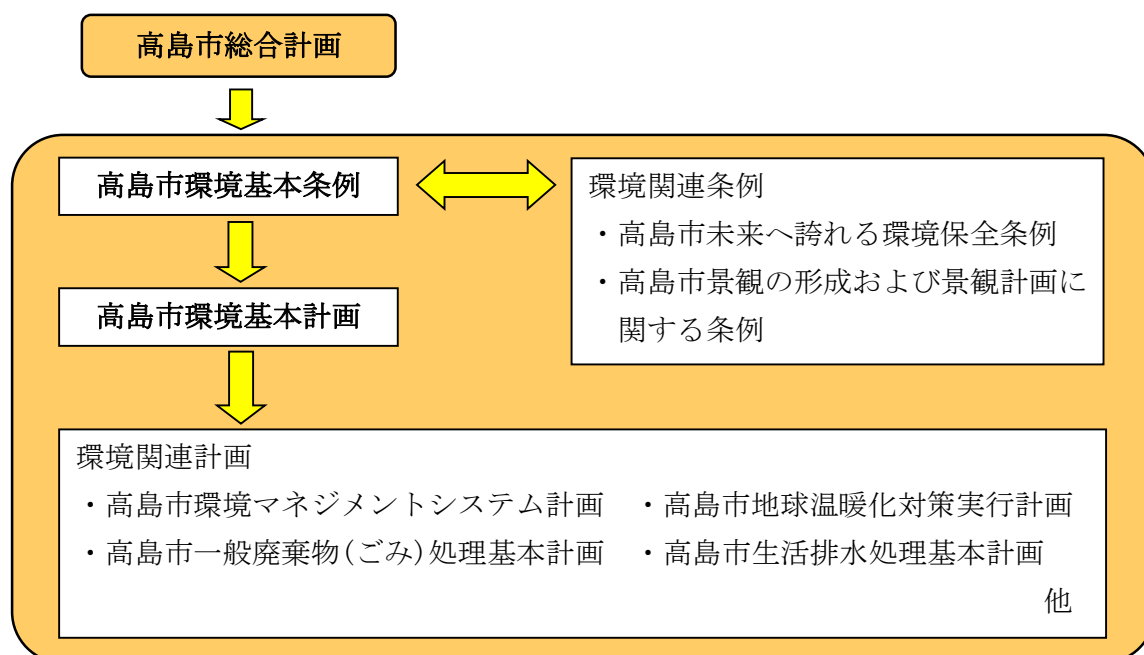 高島市総合計画
高島市環境基本条例
環境関連条例
・高島市未来へ誇れる環境保全条例
・高島市景観の形成および景観計画に
関する条例
高島市環境基本計画
環境関連計画
・高島市環境マネジメントシステム計画 ・高島市地球温暖化対策実行計画
・高島市一般廃棄物(ごみ)処理基本計画 ・高島市生活排水処理基本計画
他